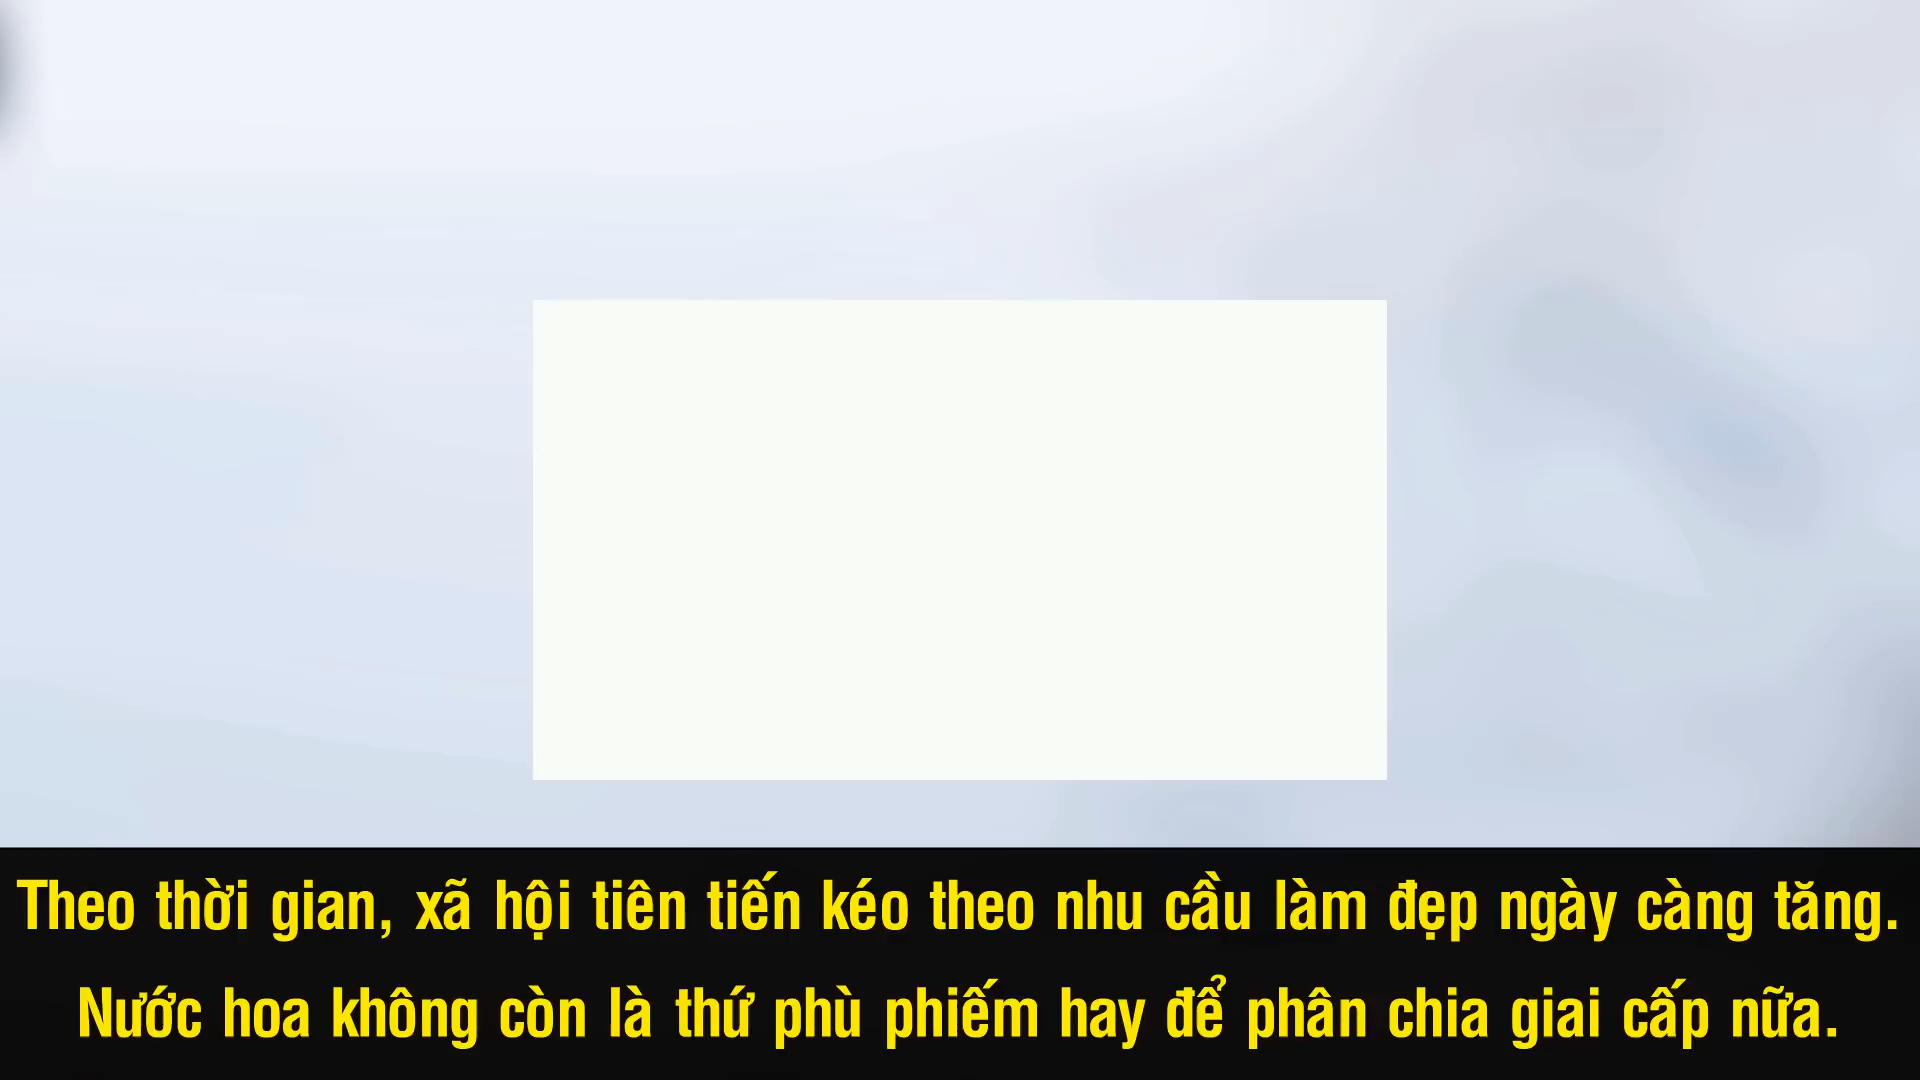 Theo thời gian, xã hội tiên tiến kéo theo nhu cầu làm đẹp ngày càng tăng.
Nước hoa không còn là thứ phù phiếm hay để phân chia giai cấp nữa.